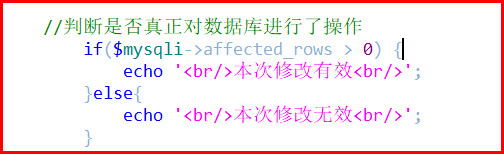 //判断是否真正对数据库进行了操作
if($mysqli->affected_rows > 0) {
echo '<br/>本次修改有效<br/>';
}else{
echo '<br/>本次修改无效<br/>';
}